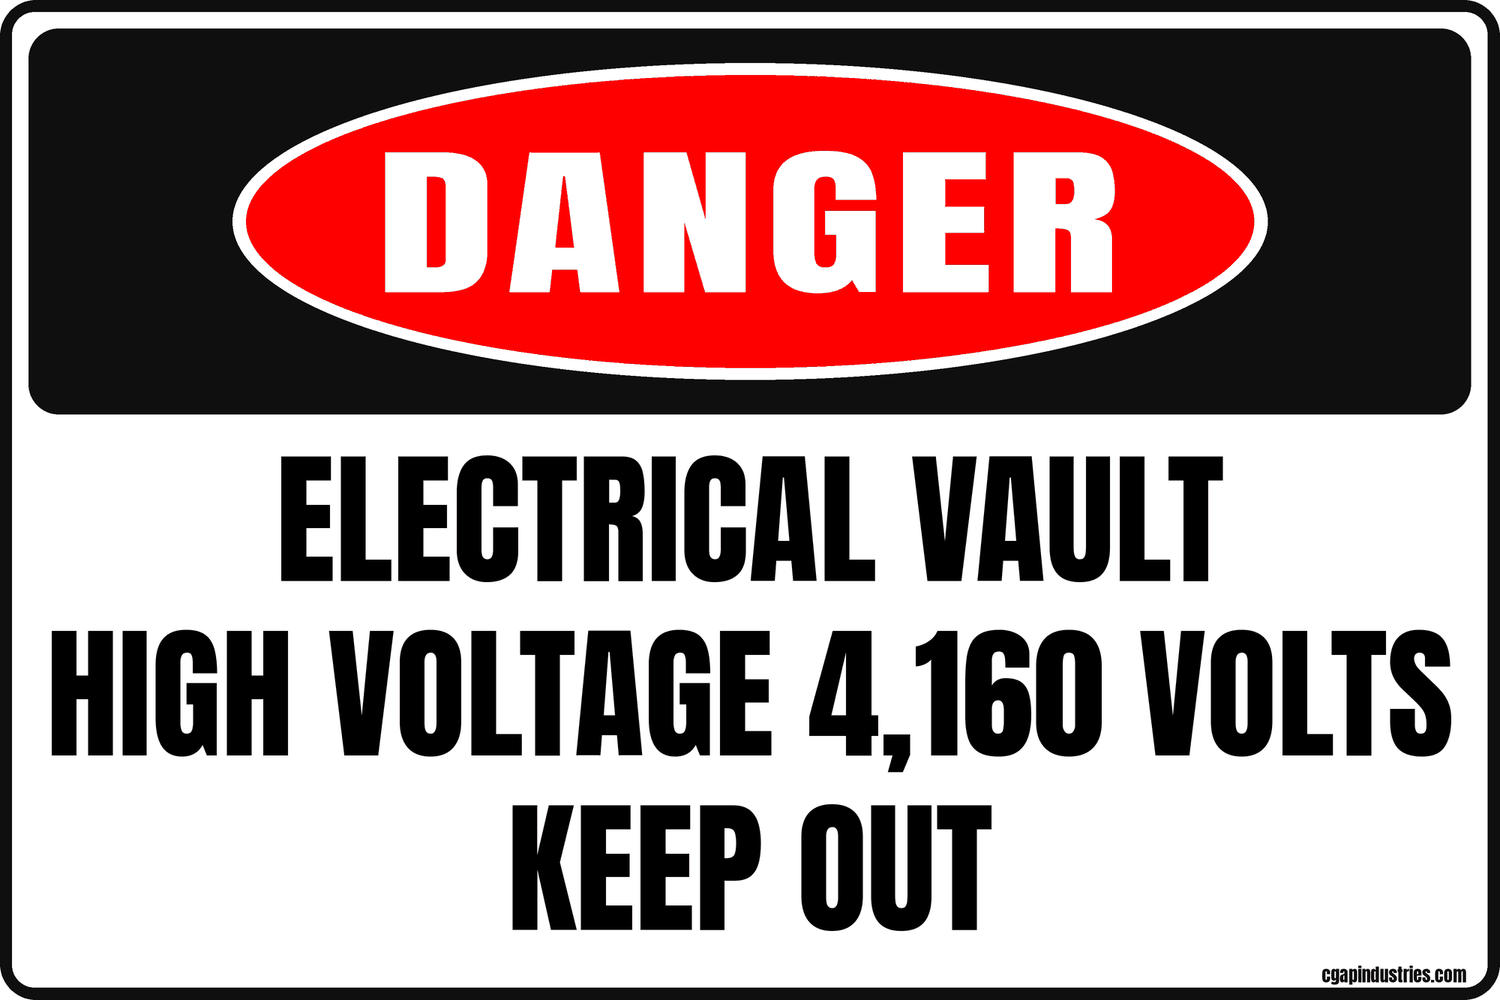 DANGER
ELECTRICAL VAULT
HIGH VOLTAGE 4,160 VOLTS
KEEP OUT
cgapindustries.com